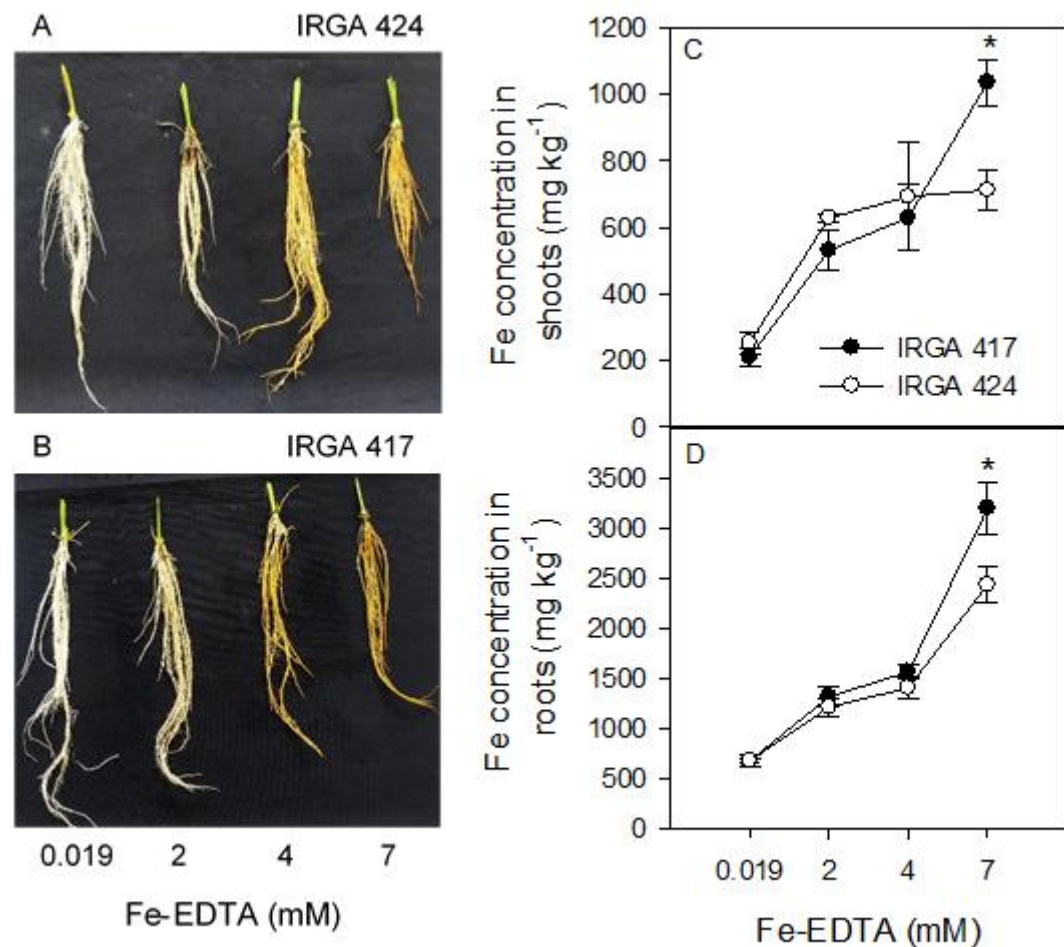 A
IRGA 424
B
IRGA 417
0.019 2 4 7
Fe-EDTA (mM)
C
*
Fe concentration in
shoots (mg kg⁻¹)
1200
1000
800
600
400
200
0
IRGA 417
IRGA 424
D
*
Fe concentration in
roots (mg kg⁻¹)
3500
3000
2500
2000
1500
1000
500
0
0.019 2 4 7
Fe-EDTA (mM)